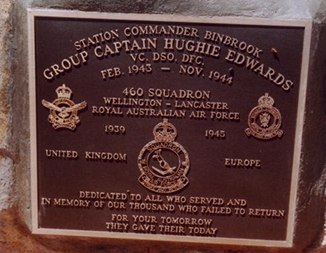 STATION COMMANDER BINBROOK
GROUP CAPTAIN HUGHIE EDWARDS
VC. DSO. DFC.
FEB. 1943 – NOV. 1944
460 SQUADRON
WELLINGTON – LANCASTER
ROYAL AUSTRALIAN AIR FORCE
1939 1945
UNITED KINGDOM EUROPE
DEDICATED TO ALL WHO SERVED AND
IN MEMORY OF OUR THOUSAND WHO FAILED TO RETURN
FOR YOUR TOMORROW
THEY GAVE THEIR TODAY